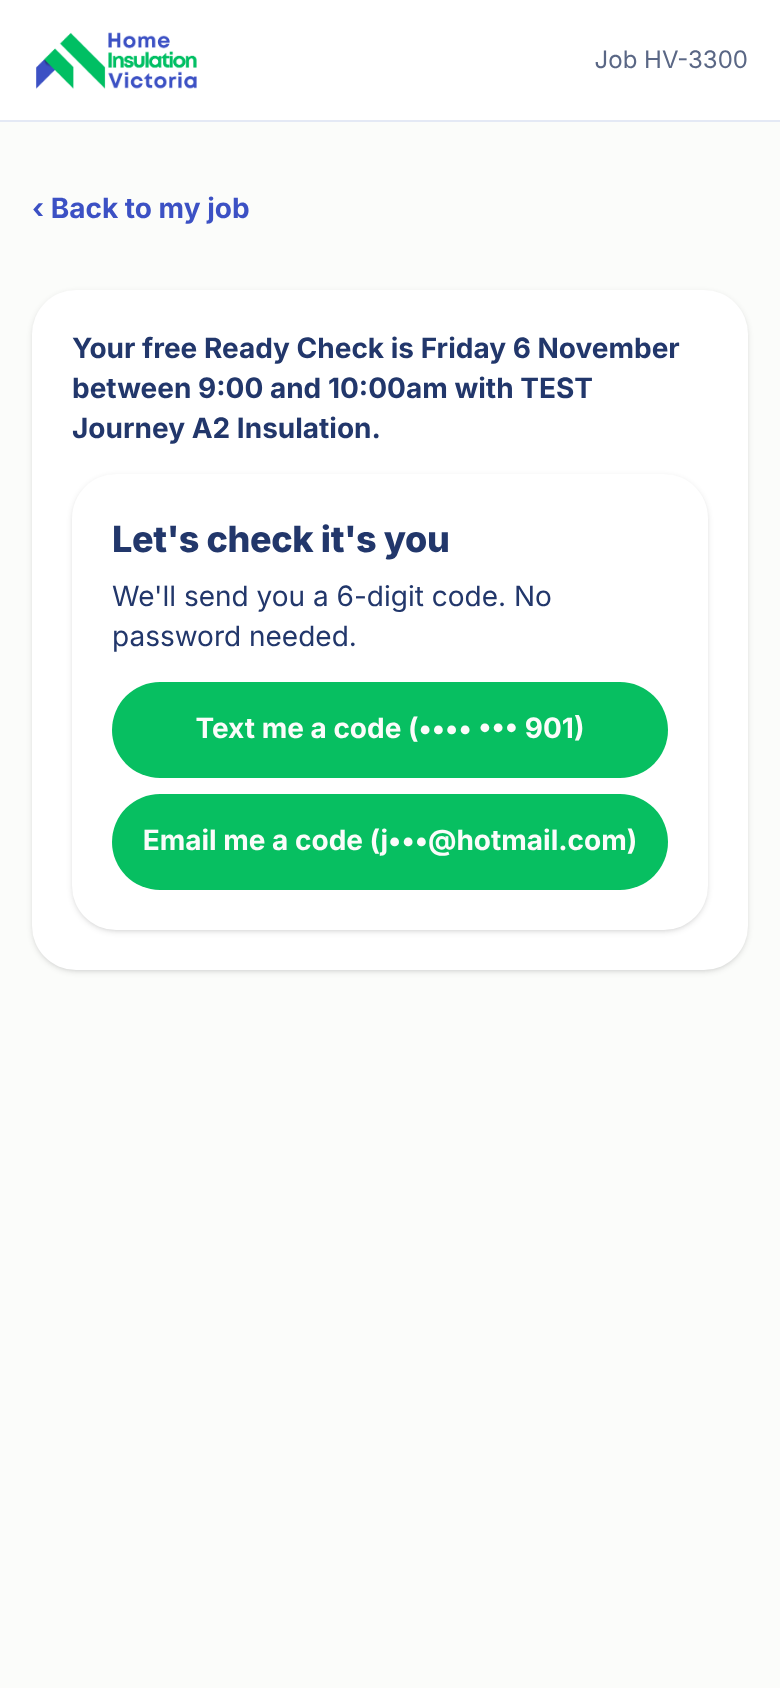 Home
Insulation
Victoria
Job HV-3300
‹ Back to my job
Your free Ready Check is Friday 6 November
between 9:00 and 10:00am with TEST
Journey A2 Insulation.
Let's check it's you
We'll send you a 6-digit code. No
password needed.
Text me a code (•••• ••• 901)
Email me a code (j•••@hotmail.com)